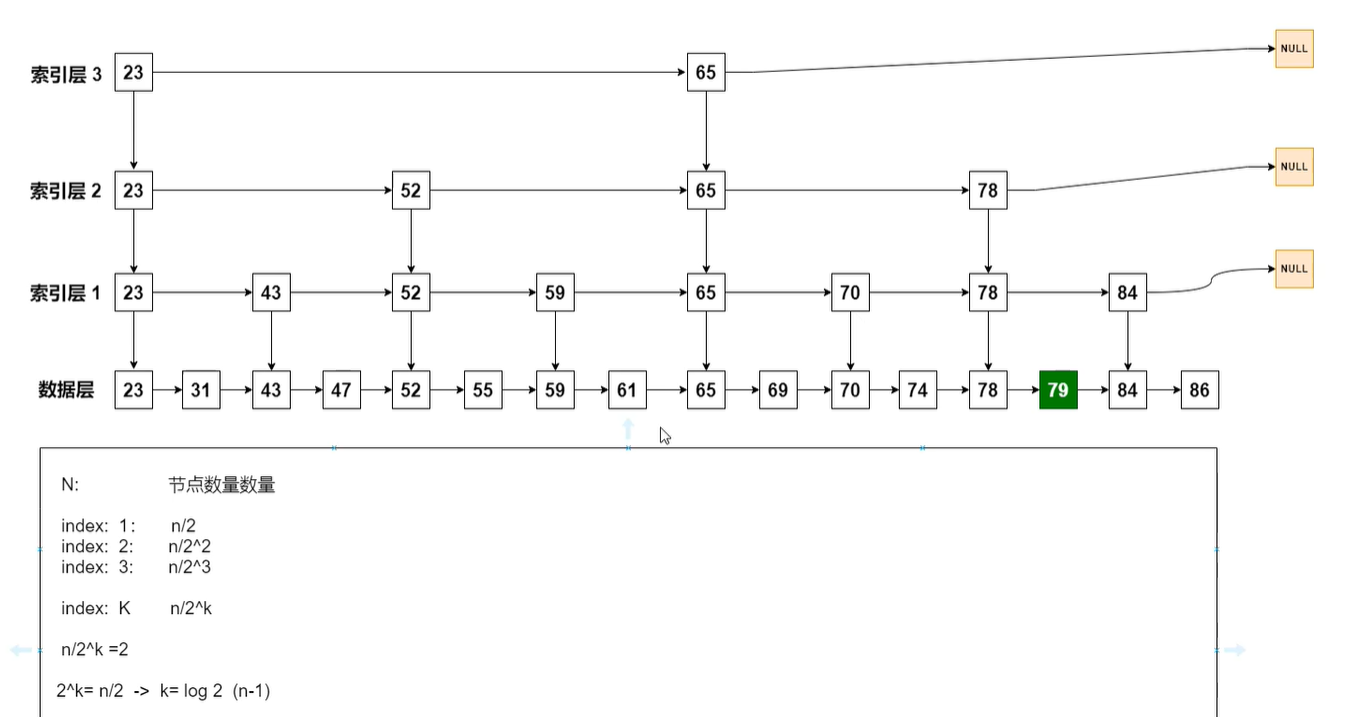 索引层 3 23 65 NULL
索引层 2 23 52 65 78 NULL
索引层 1 23 43 52 59 65 70 78 84 NULL
数据层 23 31 43 47 52 55 59 61 65 69 70 74 78 79 84 86
N: 节点数量数量
index: 1: n/2
index: 2: n/2^2
index: 3: n/2^3
index: K n/2^k
n/2^k =2
2^k= n/2 -> k= log 2 (n-1)